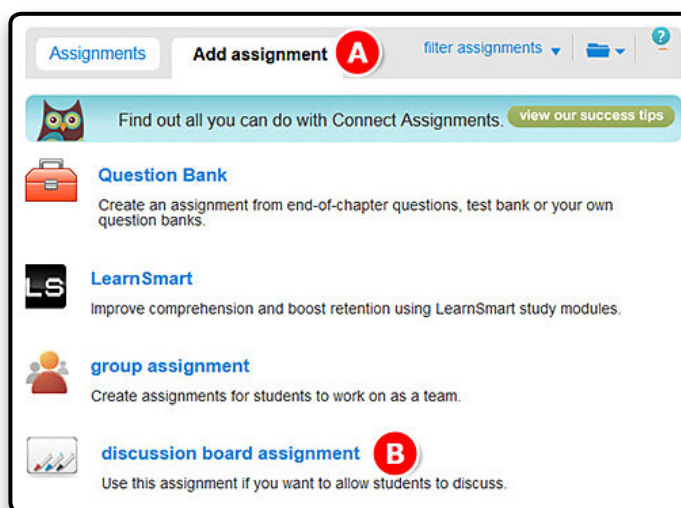 Assignments Add assignment A filter assignments ?
Find out all you can do with Connect Assignments. view our success tips
Question Bank
Create an assignment from end-of-chapter questions, test bank or your own
question banks.
LS LearnSmart
Improve comprehension and boost retention using LearnSmart study modules.
group assignment
Create assignments for students to work on as a team.
discussion board assignment B
Use this assignment if you want to allow students to discuss.